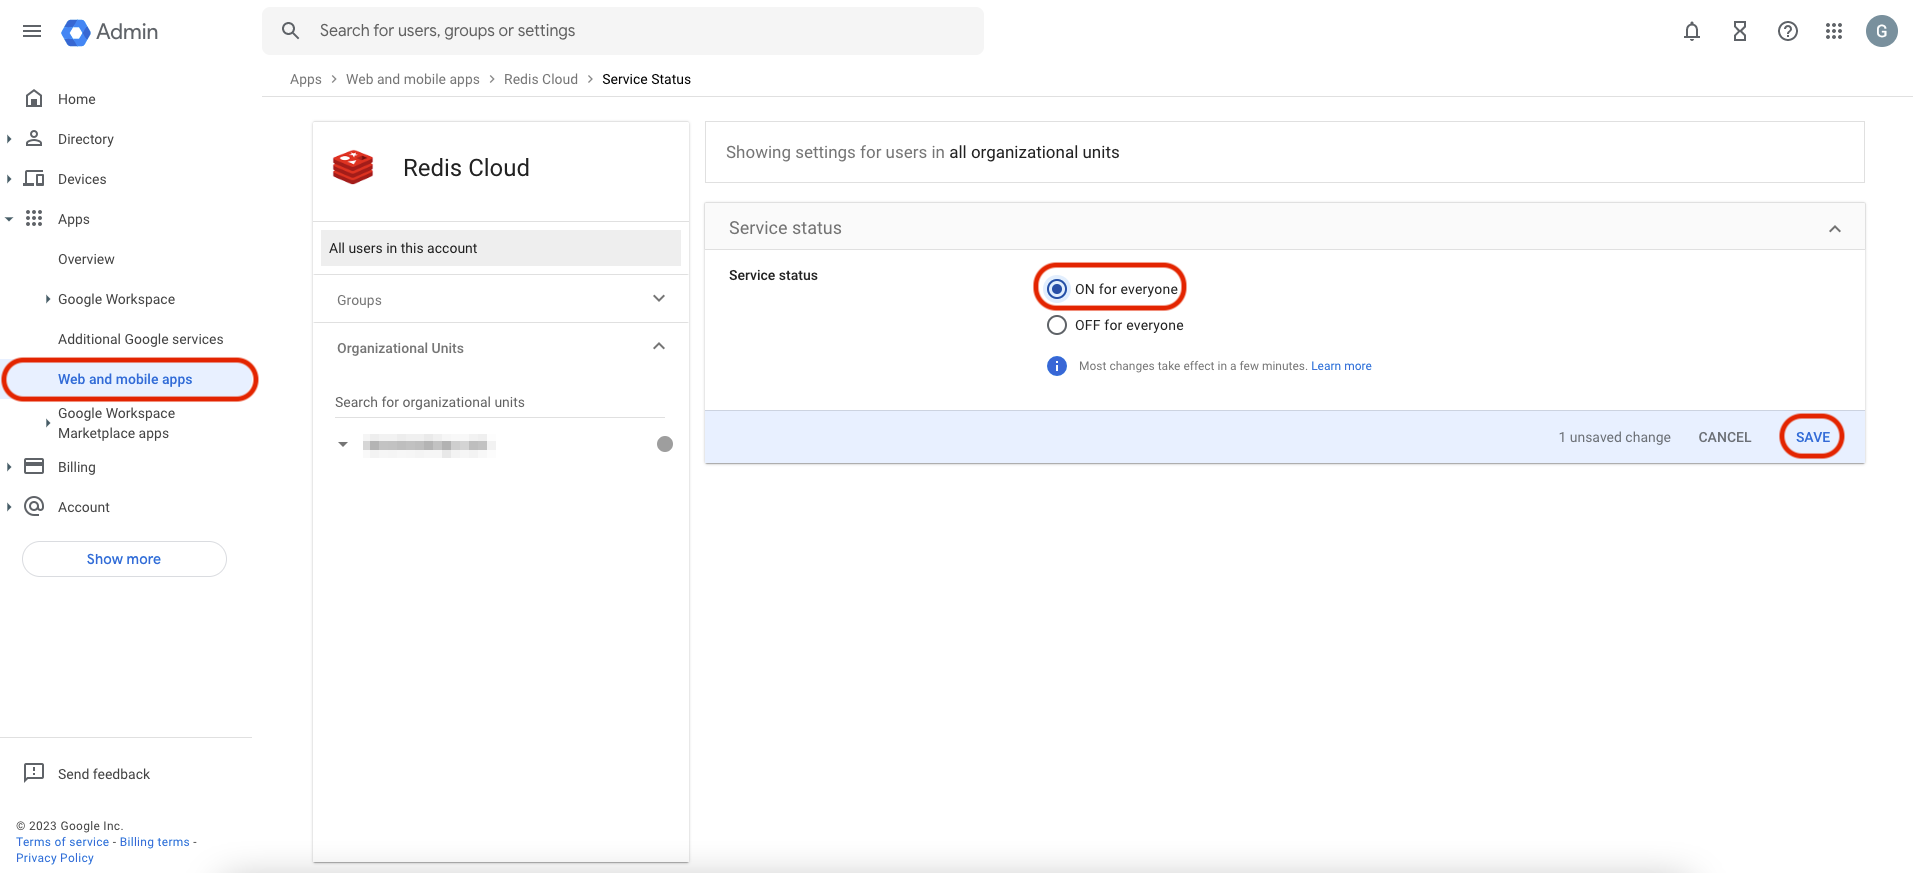 Admin
Search for users, groups or settings
G
Apps > Web and mobile apps > Redis Cloud > Service Status
Home
Directory
Devices
Apps
Overview
Google Workspace
Additional Google services
Web and mobile apps
Google Workspace
Marketplace apps
Billing
Account
Show more
Send feedback
© 2023 Google Inc.
Terms of service - Billing terms -
Privacy Policy
Redis Cloud
All users in this account
Groups
Organizational Units
Search for organizational units
Showing settings for users in all organizational units
Service status
Service status
ON for everyone
OFF for everyone
Most changes take effect in a few minutes. Learn more
1 unsaved change CANCEL SAVE